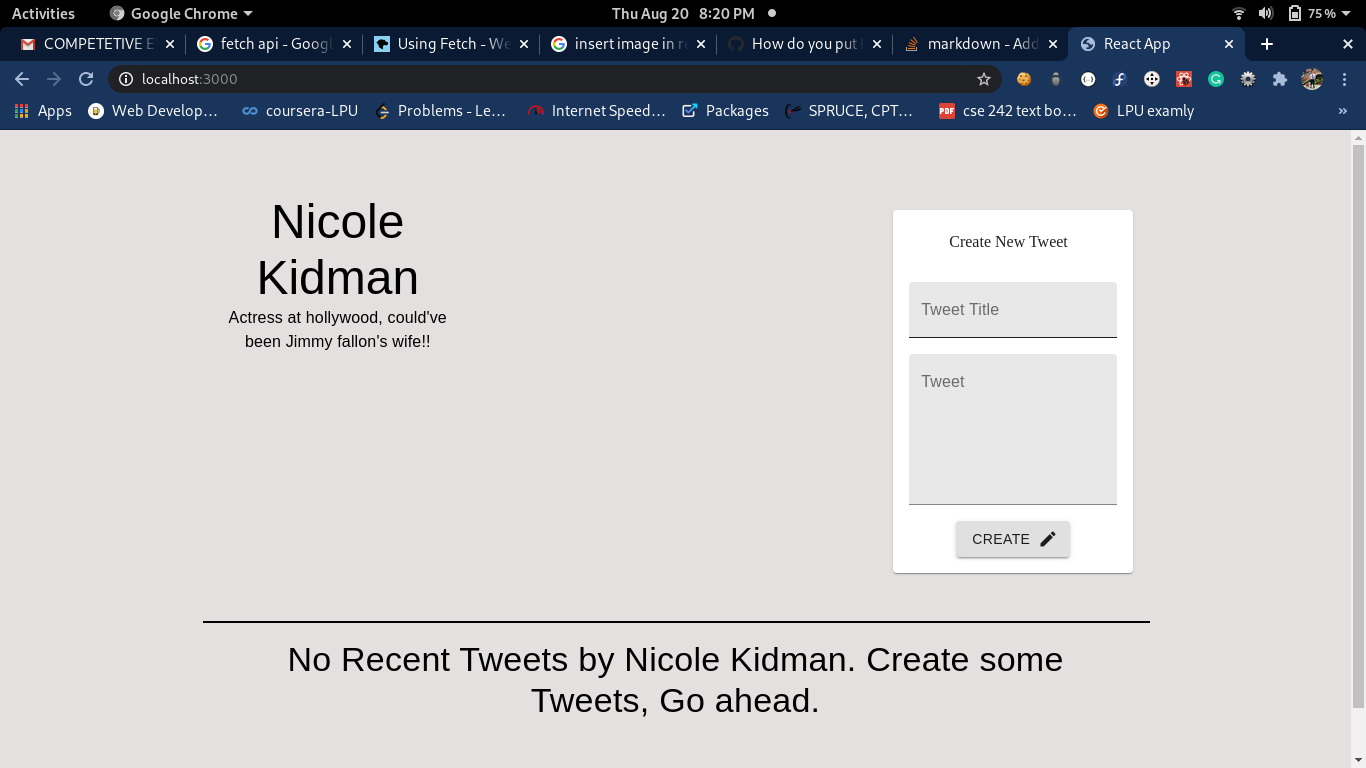 Activities Google Chrome Thu Aug 20 8:20 PM 75%
COMPETETIVE E fetch api - Goog Using Fetch - We insert image in re How do you put markdown - Add React App
localhost:3000
Apps Web Develop... coursera-LPU Problems - Le... Internet Speed... Packages SPRUCE, CPT... PDF cse 242 text bo... LPU examly »
Nicole
Kidman
Actress at hollywood, could've
been Jimmy fallon's wife!!
Create New Tweet
Tweet Title
Tweet
CREATE
No Recent Tweets by Nicole Kidman. Create some
Tweets, Go ahead.